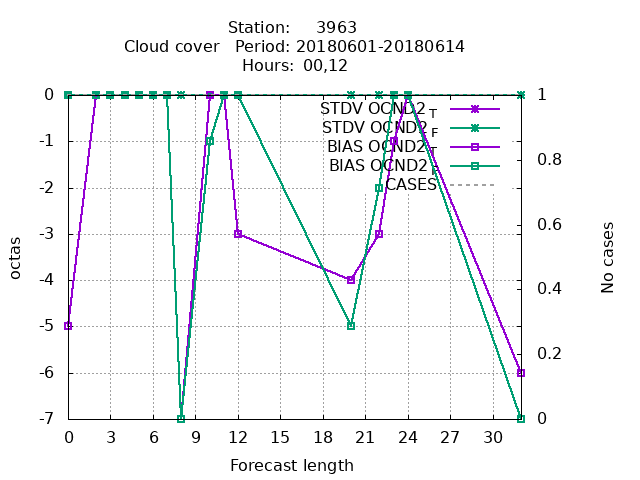 Station: 3963
Cloud cover Period: 20180601-20180614
Hours: 00,12
0
-1
-2
-3
-4
-5
-6
-7
octas
1
0.8
0.6
0.4
0.2
0
No cases
STDV OCND2 T
STDV OCND2 F
BIAS OCND2 T
BIAS OCND2 F
CASES
0 3 6 9 12 15 18 21 24 27 30
Forecast length